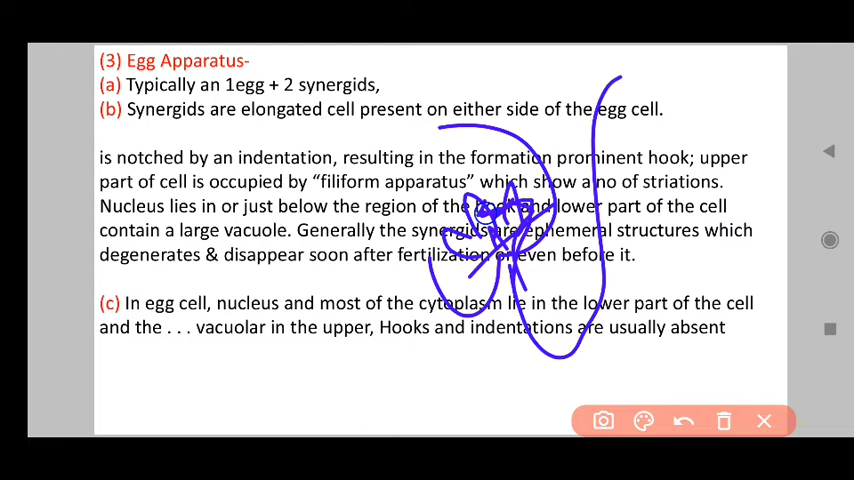 (3) Egg Apparatus-
(a) Typically an 1egg + 2 synergids,
(b) Synergids are elongated cell present on either side of the egg cell.
is notched by an indentation, resulting in the formation prominent hook; upper
part of cell is occupied by “filiform apparatus” which show a no of striations.
Nucleus lies in or just below the region of the hook and lower part of the cell
contain a large vacuole. Generally the synergids are ephemeral structures which
degenerates & disappear soon after fertilization or even before it.
(c) In egg cell, nucleus and most of the cytoplasm lie in the lower part of the cell
and the . . . vacuolar in the upper, Hooks and indentations are usually absent